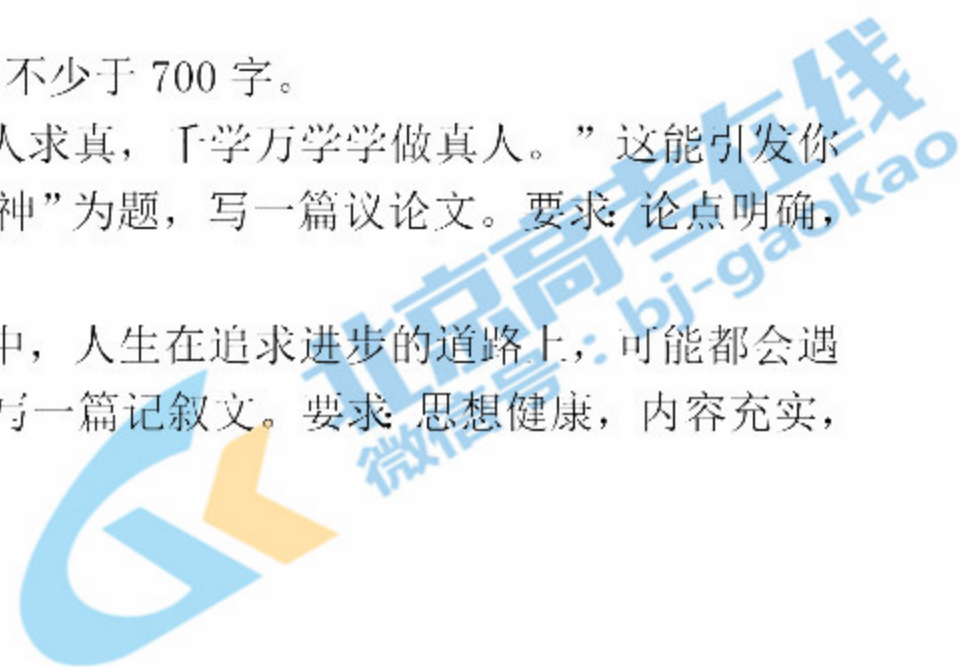 不少于 700 字。
人求真，千学万学学做真人。”这能引发你
神”为题，写一篇议论文。要求：论点明确，
中，人生在追求进步的道路上，可能都会遇
写一篇记叙文。要求：思想健康，内容充实，
北京高考在线
微信号：bj-gaokao